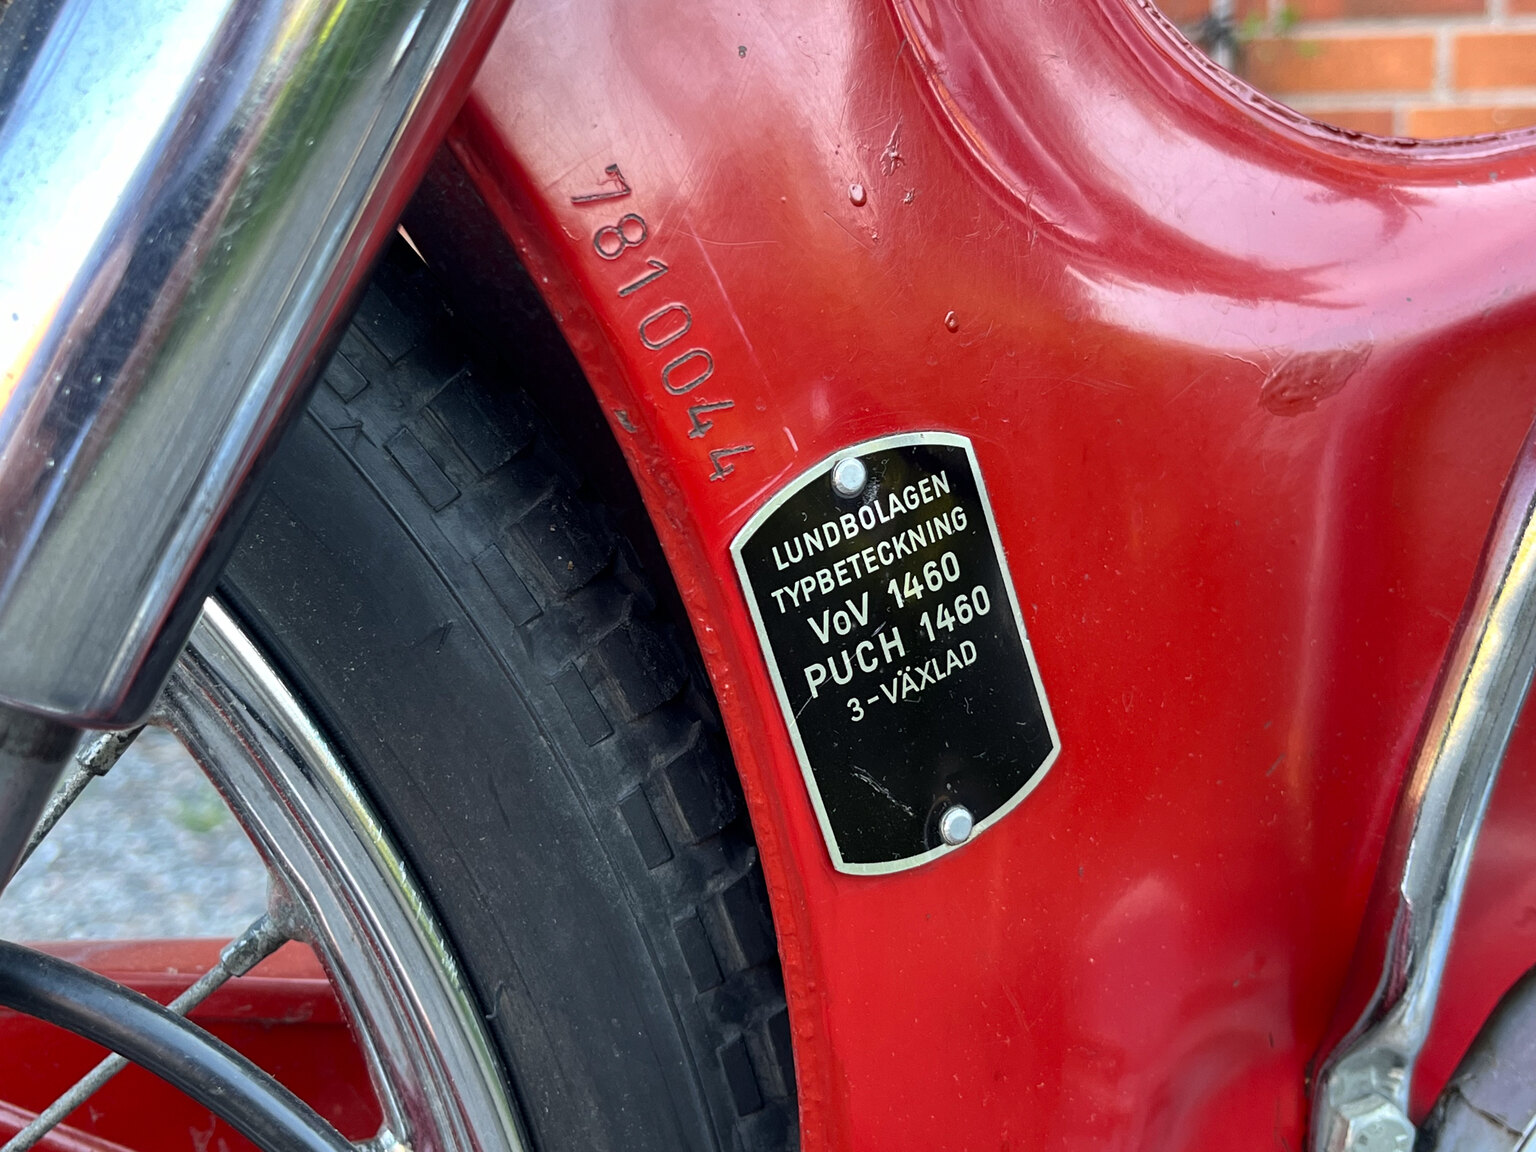 7810044
LUNDBOLAGEN
TYPBETECKNING
VoV 1460
PUCH 1460
3-VÄXLAD